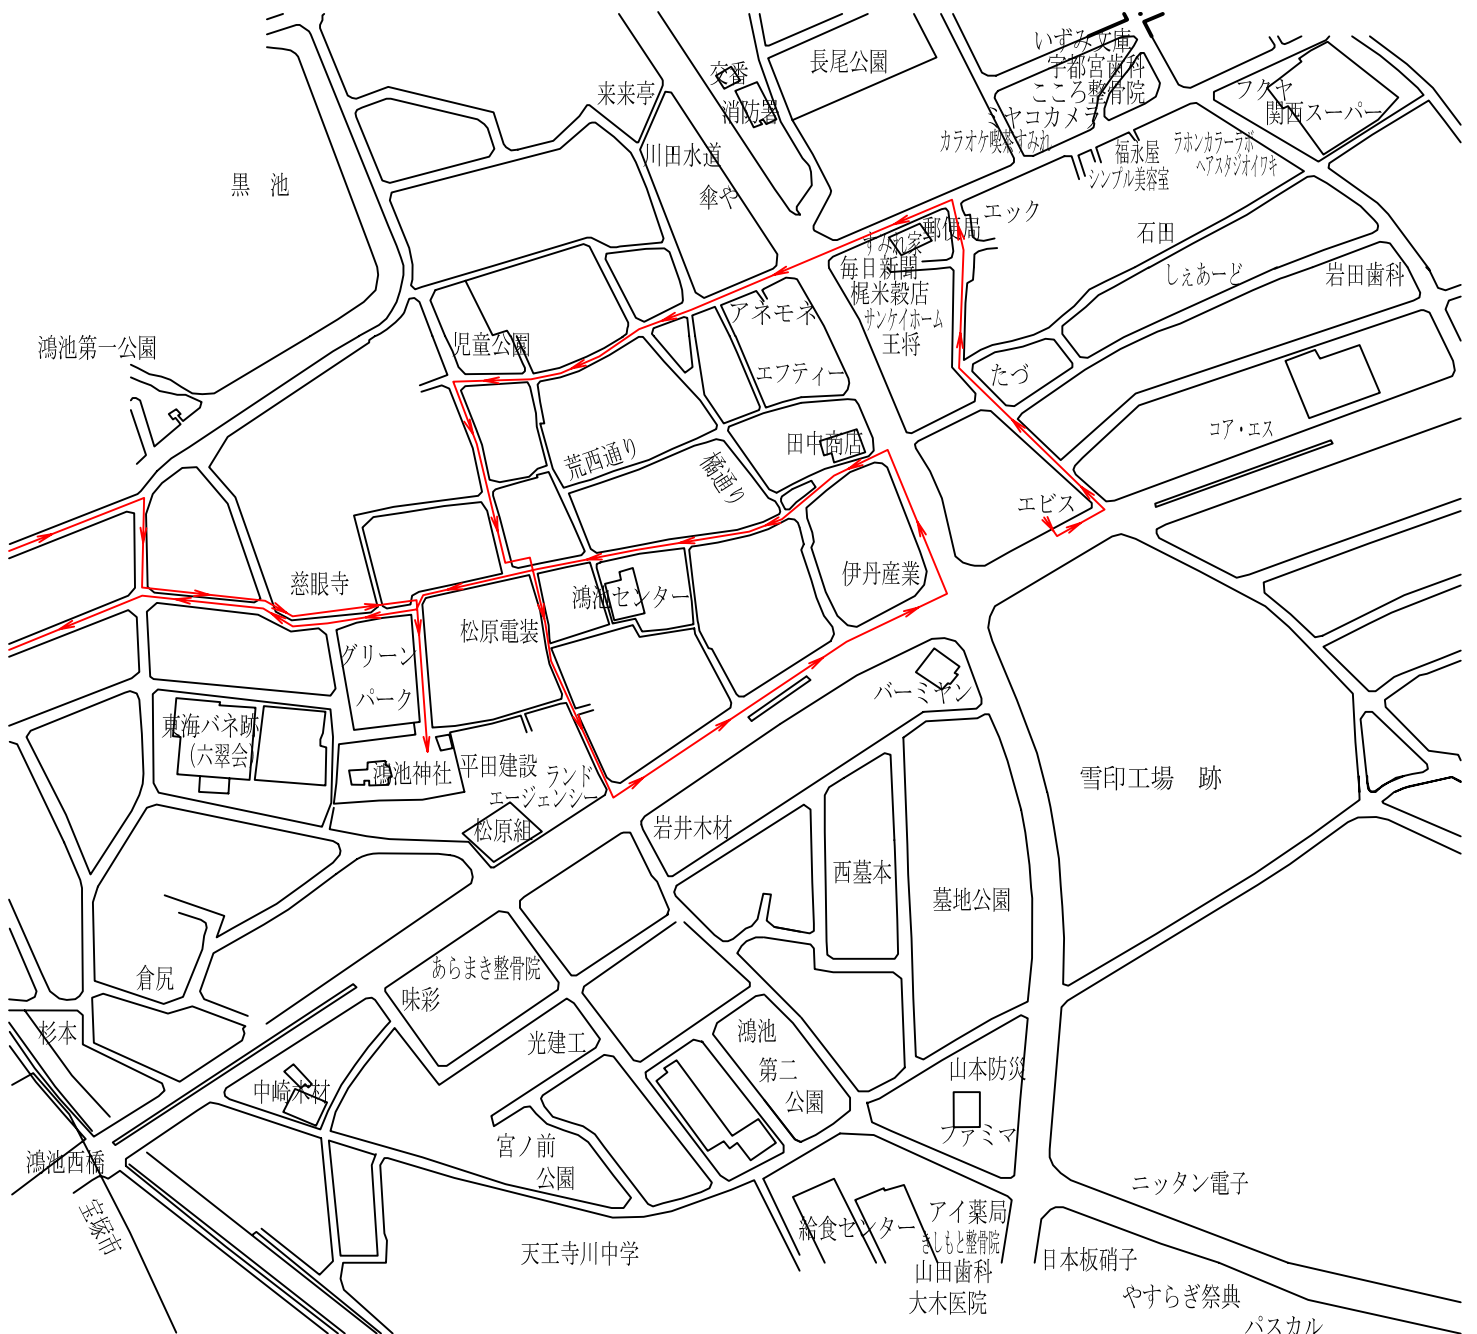 いずみ文庫
宇都宮歯科
こころ整骨院
ミヤコカメラ
カラオケ喫茶すみれ
交番
消防署
長尾公園
フクヤ
関西スーパー
来来亭
川田水道
傘や
福永屋
シンプル美容室
ラホンカラーラボ
ヘアスタジオイワキ
黒　池
エック
郵便局
すみれ家
毎日新聞
梶米穀店
サンケイホーム
王将
石田
しぇあーど
岩田歯科
アネモネ
児童公園
鴻池第一公園
エフティー
たづ
コア・エス
荒西通り
橘通り
田中商店
エビス
慈眼寺
鴻池センター
伊丹産業
松原電装
グリーン
パーク
バーミヤン
東海バネ跡
(六翠会)
鴻池神社
平田建設
ランド
エージェンシー
松原組
岩井木材
雪印工場　跡
西墓本
墓地公園
倉尻
あらまき整骨院
味彩
杉本
光建工
鴻池
第二
公園
山本防災
ファミマ
中崎木材
宮ノ前
公園
鴻池西橋
宝塚市
天王寺川中学
給食センター
アイ薬局
きしもと整骨院
山田歯科
大木医院
ニッタン電子
日本板硝子
やすらぎ祭典
パスカル